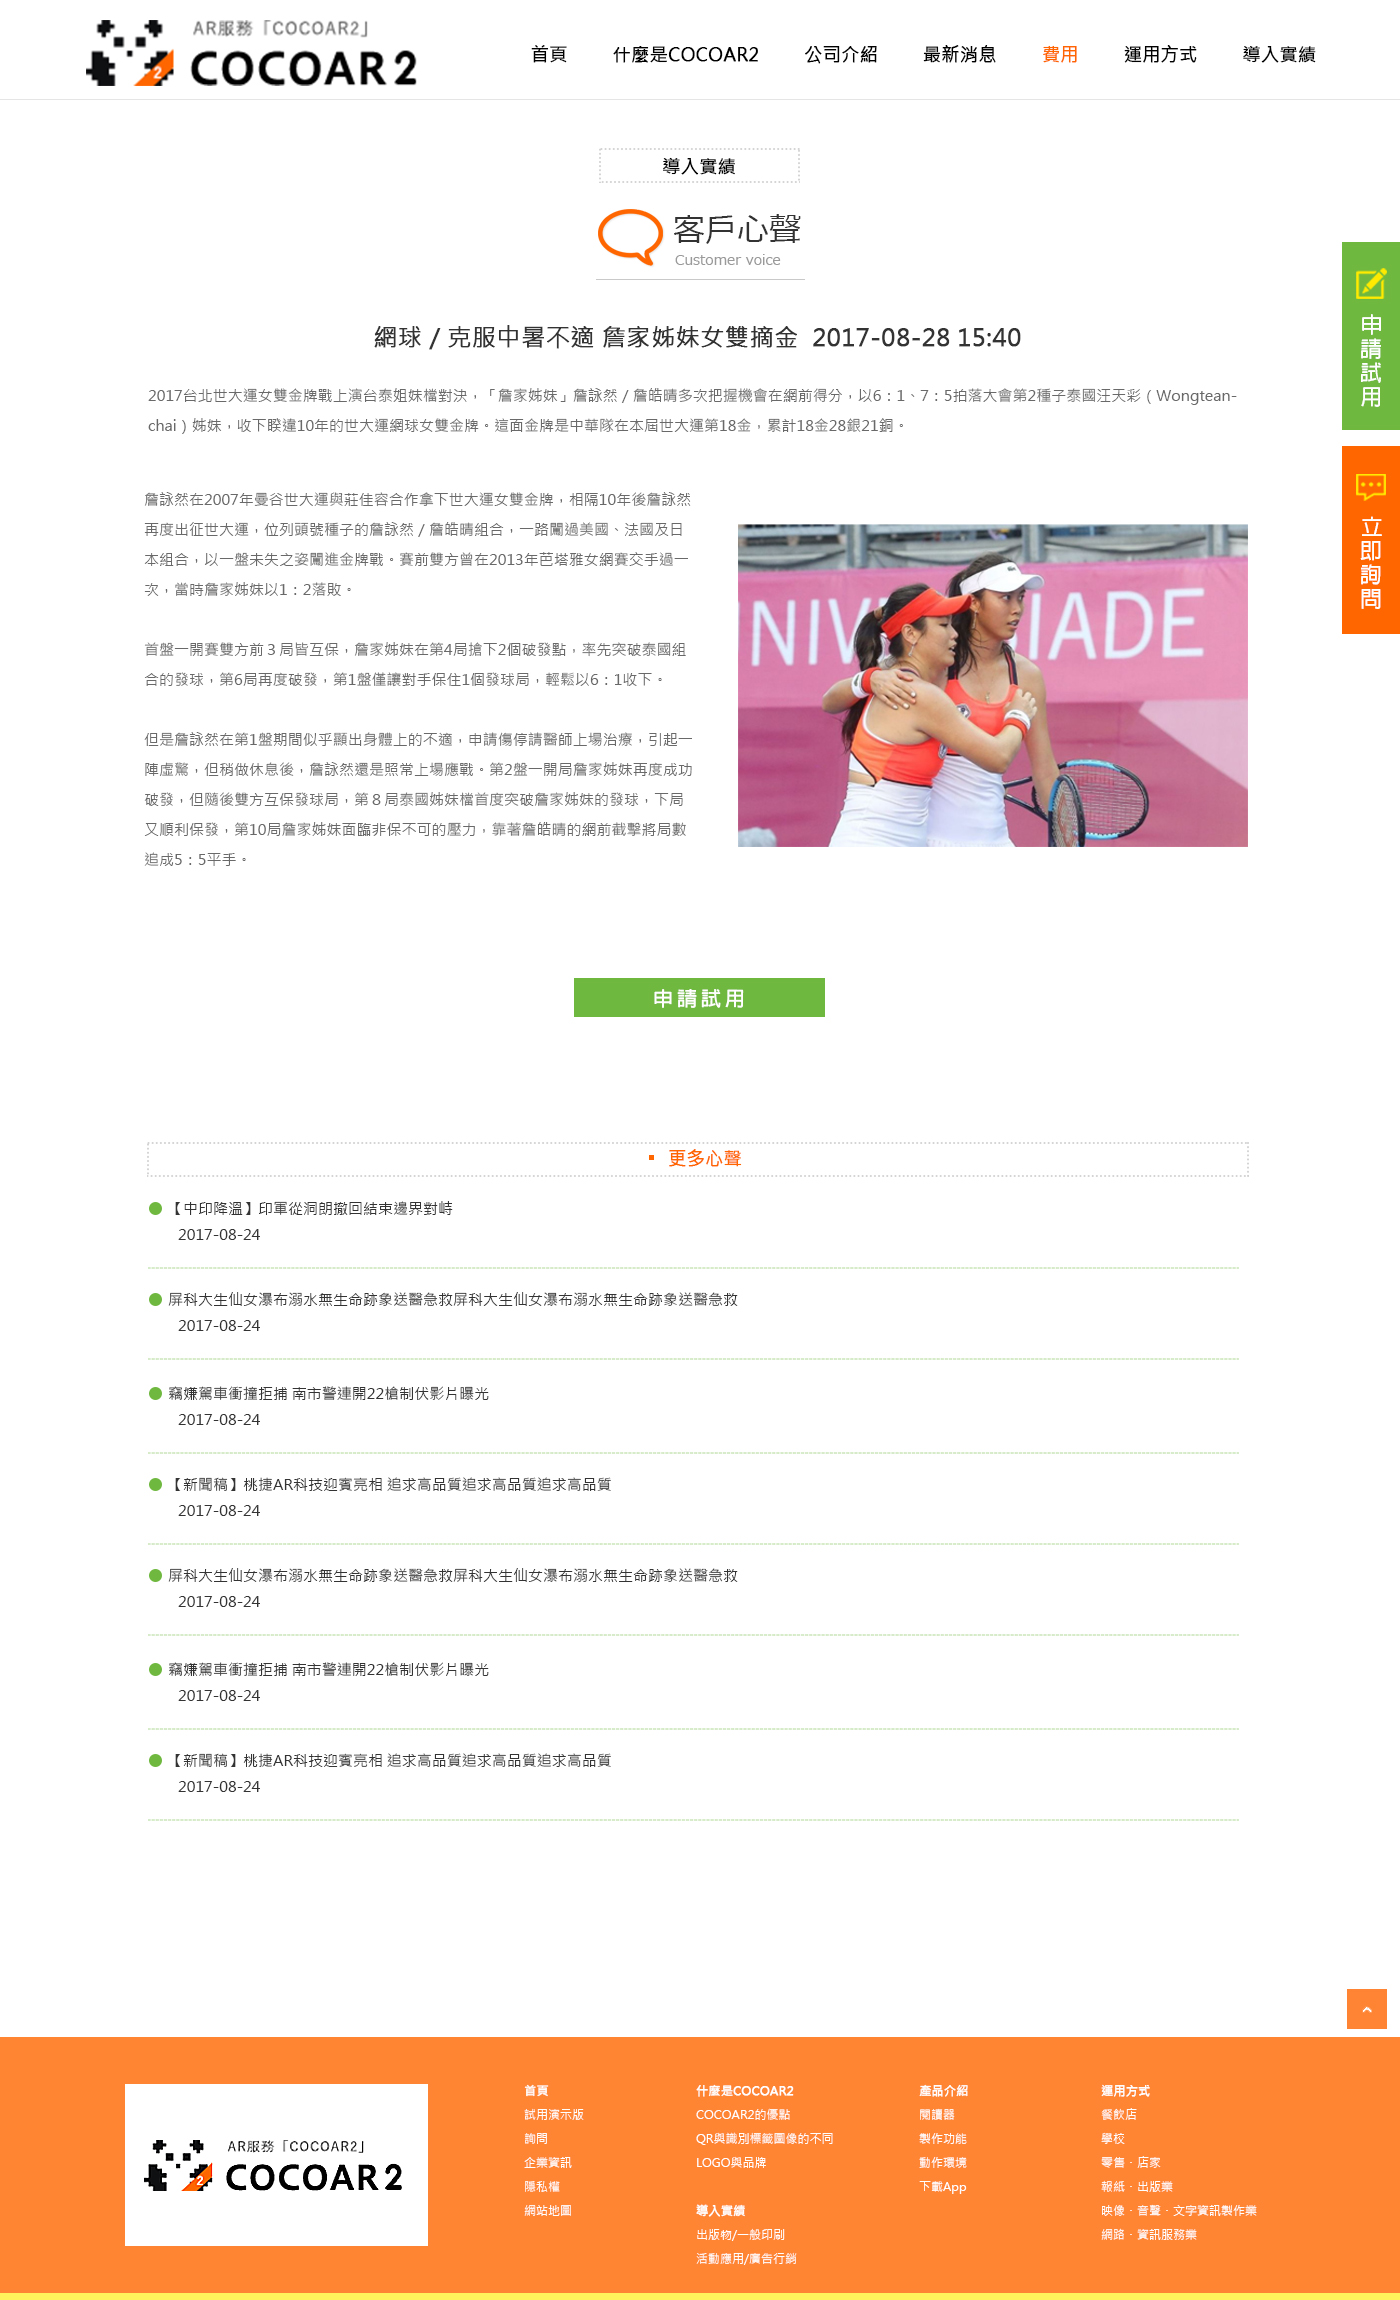 AR服務「COCOAR2」
COCOAR2
2
首頁 什麼是COCOAR2 公司介紹 最新消息 費用 運用方式 導入實績
導入實績
客戶心聲
Customer voice
網球 / 克服中暑不適 詹家姊妹女雙摘金 2017-08-28 15:40
2017台北世大運女雙金牌戰上演台泰姐妹檔對決，「詹家姊妹」詹詠然 / 詹皓晴多次把握機會在網前得分，以6：1、7：5拍落大會第2種子泰國汪天彩（Wongtean-
chai）姊妹，收下睽違10年的世大運網球女雙金牌。這面金牌是中華隊在本屆世大運第18金，累計18金28銀21銅。
詹詠然在2007年曼谷世大運與莊佳容合作拿下世大運女雙金牌，相隔10年後詹詠然
再度出征世大運，位列頭號種子的詹詠然 / 詹皓晴組合，一路闖過美國、法國及日
本組合，以一盤未失之姿闖進金牌戰。賽前雙方曾在2013年芭塔雅女網賽交手過一
次，當時詹家姊妹以1：2落敗。
首盤一開賽雙方前３局皆互保，詹家姊妹在第4局搶下2個破發點，率先突破泰國組
合的發球，第6局再度破發，第1盤僅讓對手保住1個發球局，輕鬆以6：1收下。
但是詹詠然在第1盤期間似乎顯出身體上的不適，申請傷停請醫師上場治療，引起一
陣虛驚，但稍做休息後，詹詠然還是照常上場應戰。第2盤一開局詹家姊妹再度成功
破發，但隨後雙方互保發球局，第８局泰國姊妹檔首度突破詹家姊妹的發球，下局
又順利保發，第10局詹家姊妹面臨非保不可的壓力，靠著詹皓晴的網前截擊將局數
追成5：5平手。
NIV IADE
申請試用
立即詢問
申請試用
更多心聲
【中印降溫】印軍從洞朗撤回結束邊界對峙
2017-08-24
屏科大生仙女瀑布溺水無生命跡象送醫急救屏科大生仙女瀑布溺水無生命跡象送醫急救
2017-08-24
竊嫌駕車衝撞拒捕 南市警連開22槍制伏影片曝光
2017-08-24
【新聞稿】桃捷AR科技迎賓亮相 追求高品質追求高品質追求高品質
2017-08-24
屏科大生仙女瀑布溺水無生命跡象送醫急救屏科大生仙女瀑布溺水無生命跡象送醫急救
2017-08-24
竊嫌駕車衝撞拒捕 南市警連開22槍制伏影片曝光
2017-08-24
【新聞稿】桃捷AR科技迎賓亮相 追求高品質追求高品質追求高品質
2017-08-24
AR服務「COCOAR2」
COCOAR2
2
首頁
試用演示版
詢問
企業資訊
隱私權
網站地圖
什麼是COCOAR2
COCOAR2的優點
QR與識別標籤圖像的不同
LOGO與品牌
導入實績
出版物/一般印刷
活動應用/廣告行銷
產品介紹
閱讀器
製作功能
動作環境
下載App
運用方式
餐飲店
學校
零售．店家
報紙．出版業
映像．音聲．文字資訊製作業
網路．資訊服務業